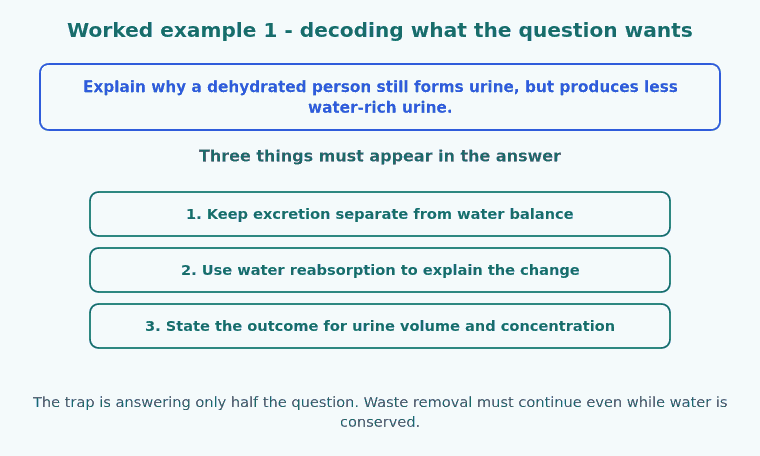 Worked example 1 - decoding what the question wants
Explain why a dehydrated person still forms urine, but produces less
water-rich urine.
Three things must appear in the answer
1. Keep excretion separate from water balance
2. Use water reabsorption to explain the change
3. State the outcome for urine volume and concentration
The trap is answering only half the question. Waste removal must continue even while water is
conserved.